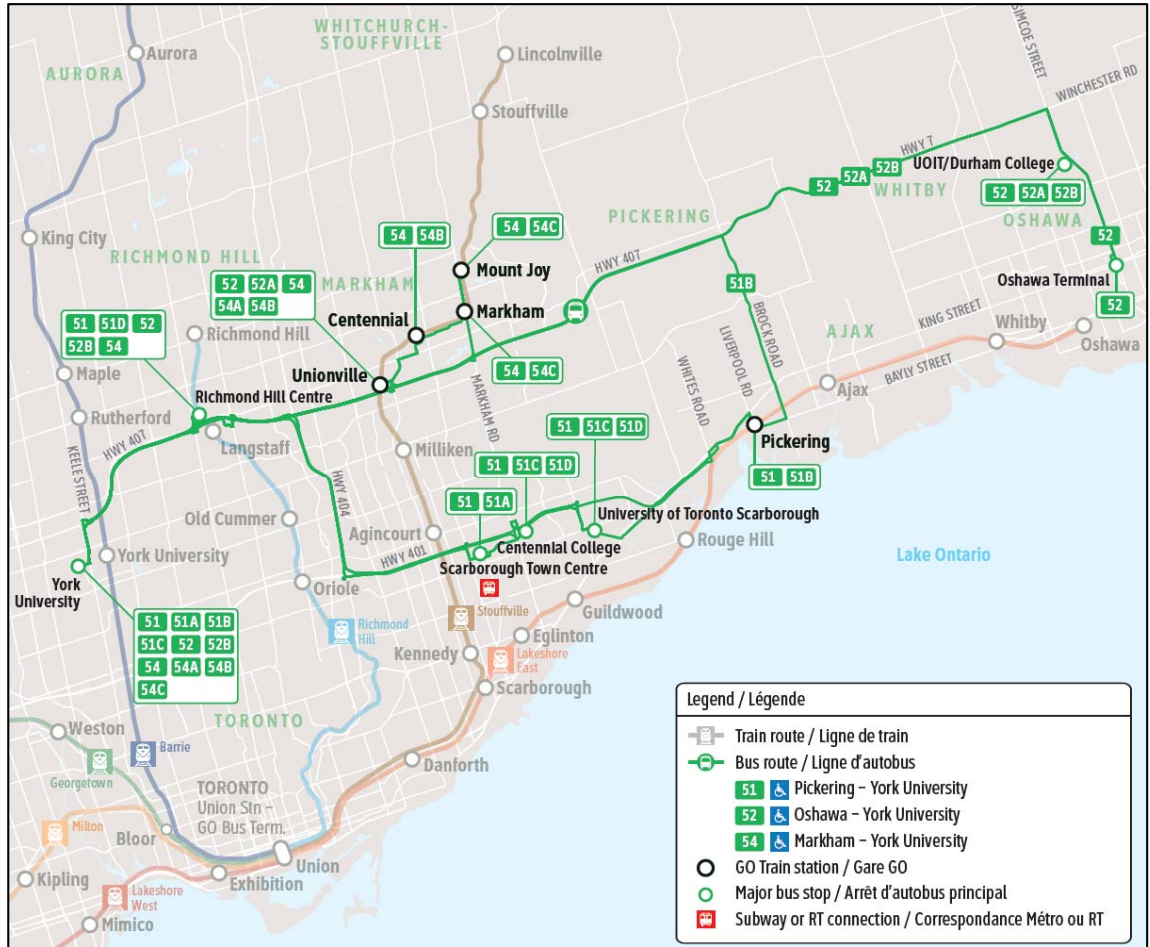 WHITCHURCH-
STOUFFVILLE
SIMCOE STREET
Aurora
Lincolnville
AURORA
WINCHESTER RD
Stouffville
HWY 7
52 52A 52B
UOIT/Durham College
WHITBY
52 52A 52B
OSHAWA
PICKERING
54 54B
54 54C
King City
RICHMOND HILL
52
HWY 407
Mount Joy
52 52A 54
54A 54B
MARKHAM
Oshawa Terminal
51B
52
Markham
BROCK ROAD
51 51D 52
52B 54
Centennial
Richmond Hill
AJAX
KING STREET
Whitby
LIVERPOOL RD
Oshawa
54 54C
BAYLY STREET
Maple
Unionville
MARKHAM RD
WHITES ROAD
Ajax
Richmond Hill Centre
Rutherford
51 51C 51D
Pickering
HWY 407
Langstaff
KEELE STREET
Milliken
51 51C 51D
51 51B
HWY 404
51 51A
University of Toronto Scarborough
Old Cummer
Agincourt
Centennial College
Rouge Hill
York University
HWY 401
Scarborough Town Centre
Lake Ontario
York
University
Oriole
Stouffville
Guildwood
51 51A 51B
51C 52 52B
54 54A 54B
54C
Richmond
Hill
Eglinton
Kennedy
Lakeshore
East
Scarborough
TORONTO
Weston
Barrie
Danforth
Georgetown
TORONTO
Union Stn –
GO Bus Term.
Milton
Bloor
Union
Kipling
Exhibition
Lakeshore
West
Mimico
Legend / Légende
Train route / Ligne de train
Bus route / Ligne d'autobus
51 Pickering – York University
52 Oshawa – York University
54 Markham – York University
GO Train station / Gare GO
Major bus stop / Arrêt d'autobus principal
Subway or RT connection / Correspondance Métro ou RT